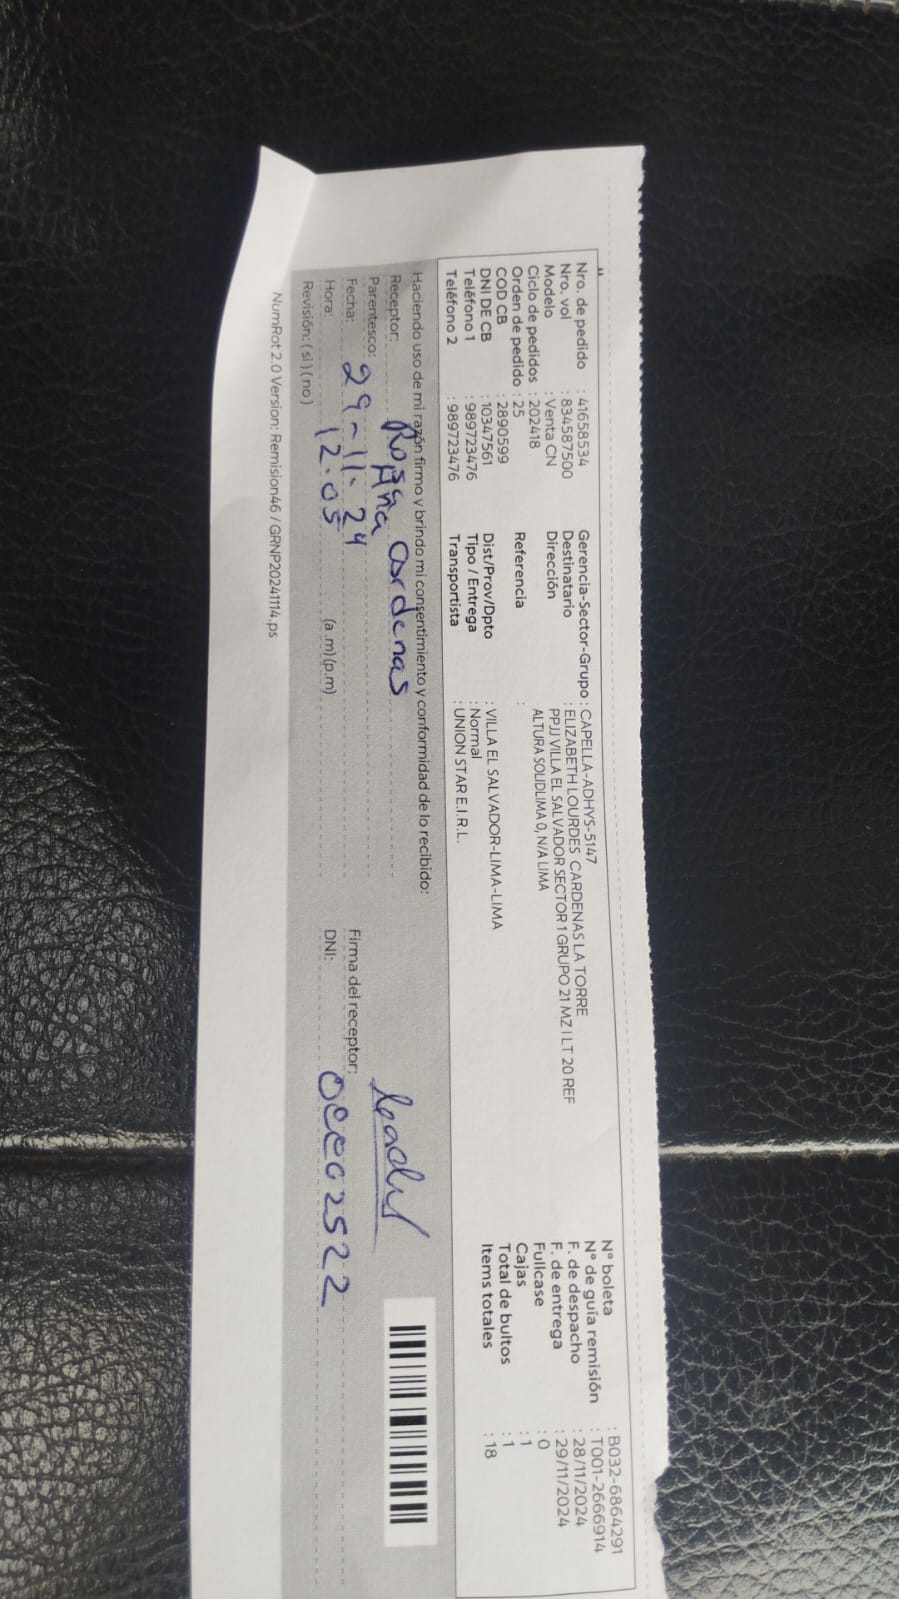 Nro. de pedido : 41658534
Nro. vol : 834587500
Modelo : Venta CN
Ciclo de pedidos : 202418
Orden de pedido : 25
COD CB : 2890599
DNI DE CB : 10347561
Teléfono 1 : 989723476
Teléfono 2 : 989723476
Gerencia-Sector-Grupo : CAPELLA-ADHYS-5147
Destinatario : ELIZABETH LOURDES CARDENAS LA TORRE
Dirección PPJJ VILLA EL SALVADOR SECTOR 1 GRUPO 21 MZ I LT 20 REF
ALTURA SOLIDLIMA 0, N/A LIMA
Referencia :
Dist/Prov/Dpto : VILLA EL SALVADOR-LIMA-LIMA
Tipo / Entrega : Normal
Transportista : UNION STAR E.I.R.L.
N° boleta : B032-6864291
N° de guía remisión : T001-2666914
F. de despacho : 28/11/2024
F. de entrega : 29/11/2024
Fullcase : 0
Cajas : 1
Total de bultos : 1
Items totales : 18
Haciendo uso de mi razón firmo y brindo mi consentimiento y conformidad de lo recibido:
Receptor: Rosa Cardenas
Parentesco:
Fecha: 29-11-24
Hora: 12.05 (a.m)(p.m)
Revisión: (si) (no)
Firma del receptor:
DNI:
NumRot 2.0 Version: Remision46 / GRNP20241114.ps